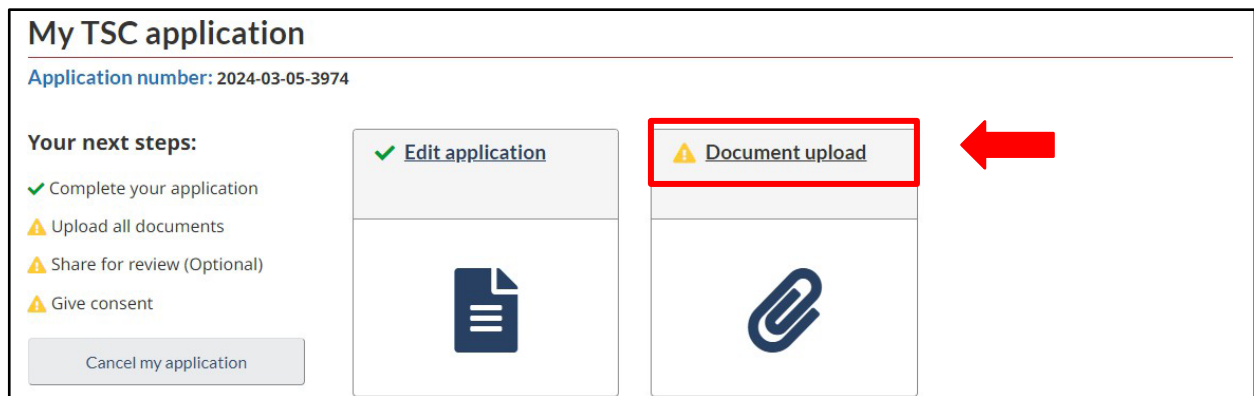 My TSC application
Application number: 2024-03-05-3974
Your next steps:
Complete your application
Upload all documents
Share for review (Optional)
Give consent
Cancel my application
Edit application
Document upload